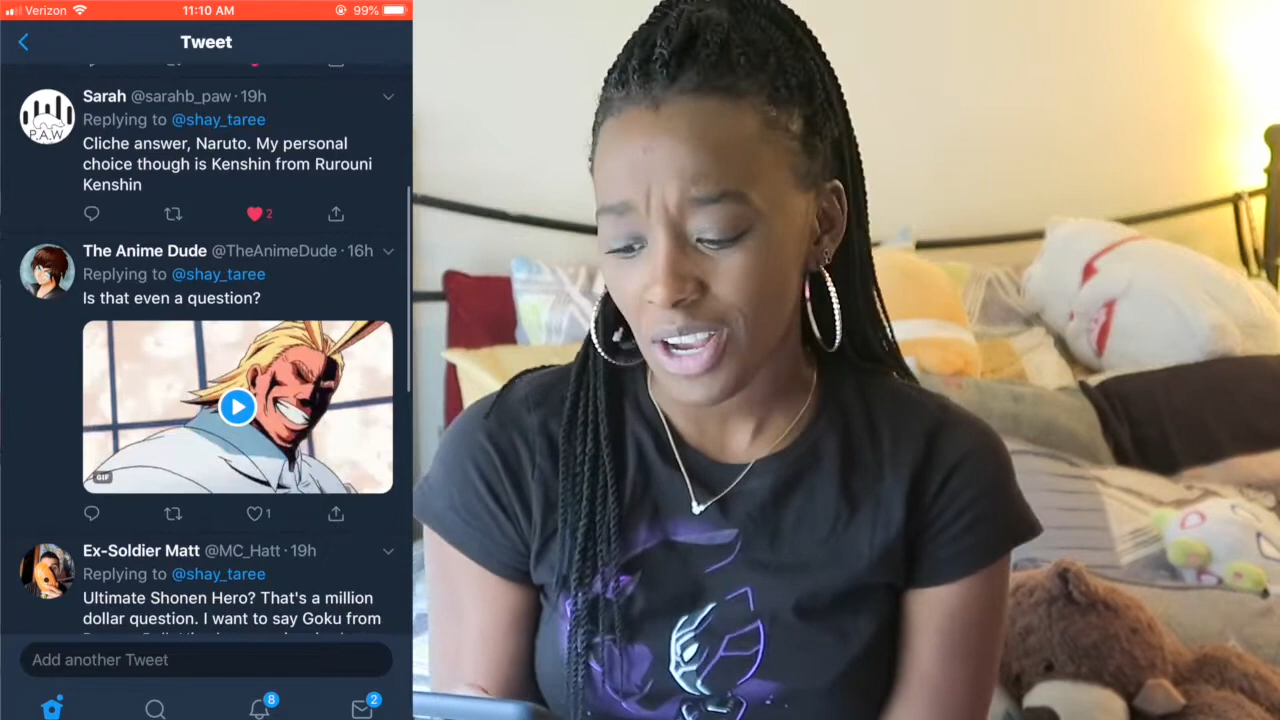 Verizon
11:10 AM
99%
Tweet
Sarah @sarahb_paw · 19h
Replying to @shay_taree
Cliche answer, Naruto. My personal
choice though is Kenshin from Rurouni
Kenshin
2
P.A.W
The Anime Dude @TheAnimeDude · 16h
Replying to @shay_taree
Is that even a question?
GIF
1
Ex-Soldier Matt @MC_Hatt · 19h
Replying to @shay_taree
Ultimate Shonen Hero? That's a million
dollar question. I want to say Goku from
Add another Tweet
8
2